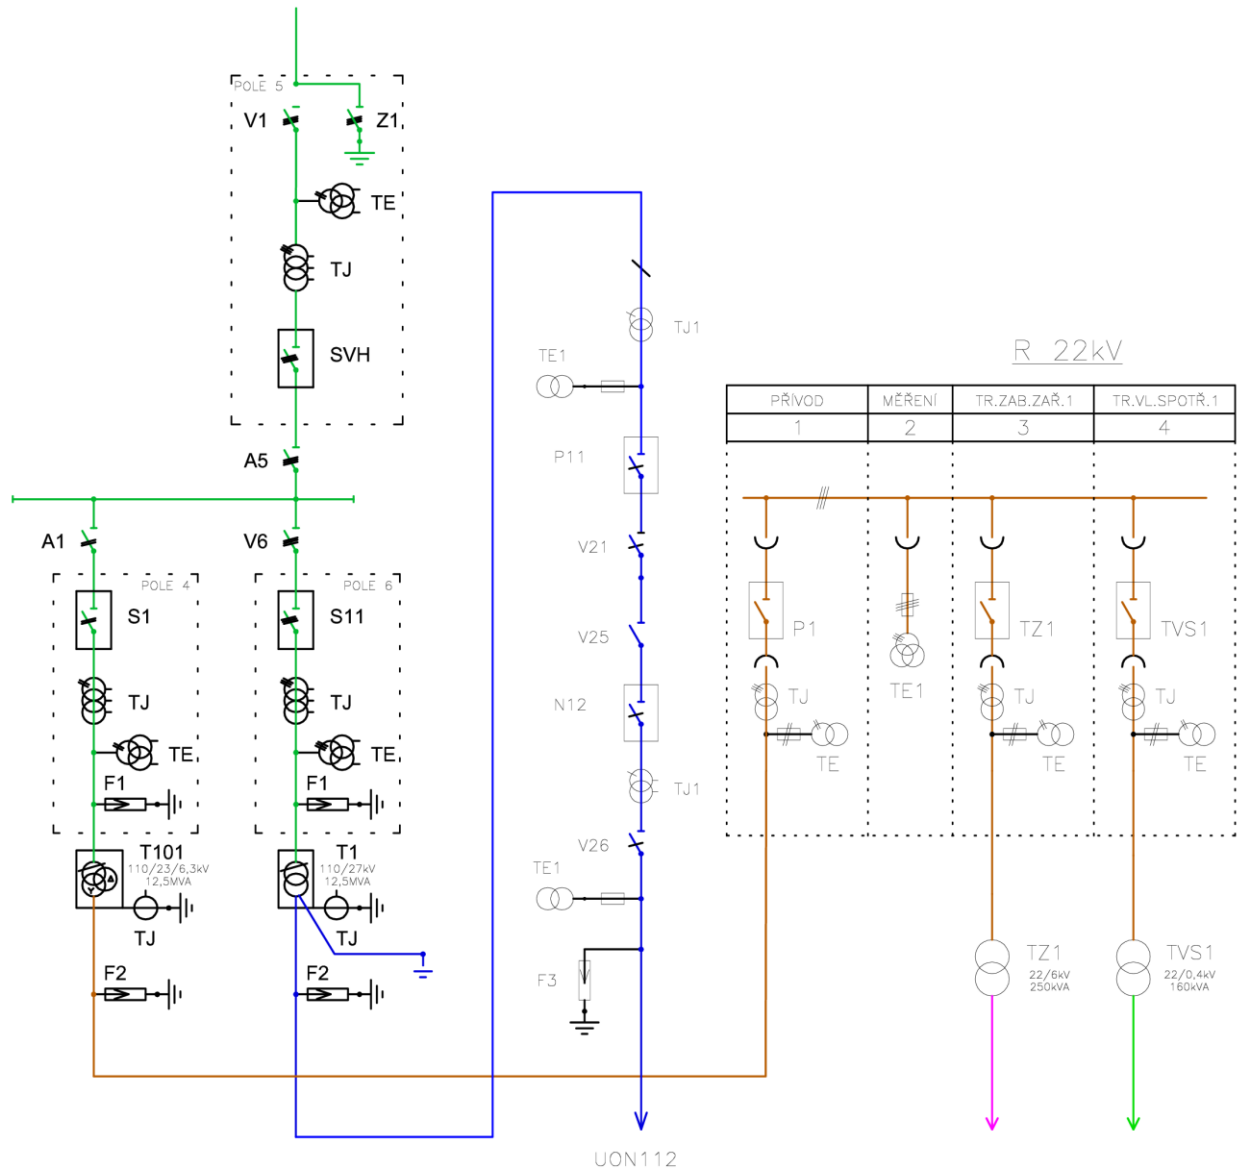 POLE 5
V1
Z1
TE
TJ
SVH
A5
A1
V6
POLE 4
POLE 6
S1
S11
TJ
TJ
TE
TE
F1
F1
T101
110/23/6,3kV
12,5MVA
T1
110/27kV
12,5MVA
TJ
TJ
F2
F2
TJ1
TE1
P11
V21
V25
N12
TJ1
V26
TE1
F3
UON112
R 22kV
PŘÍVOD
MĚŘENÍ
TR.ZAB.ZAŘ.1
TR.VL.SPOTŘ.1
1
2
3
4
P1
TZ1
TVS1
TE1
TJ
TJ
TJ
TE
TE
TE
TZ1
22/6kV
250kVA
TVS1
22/0,4kV
160kVA